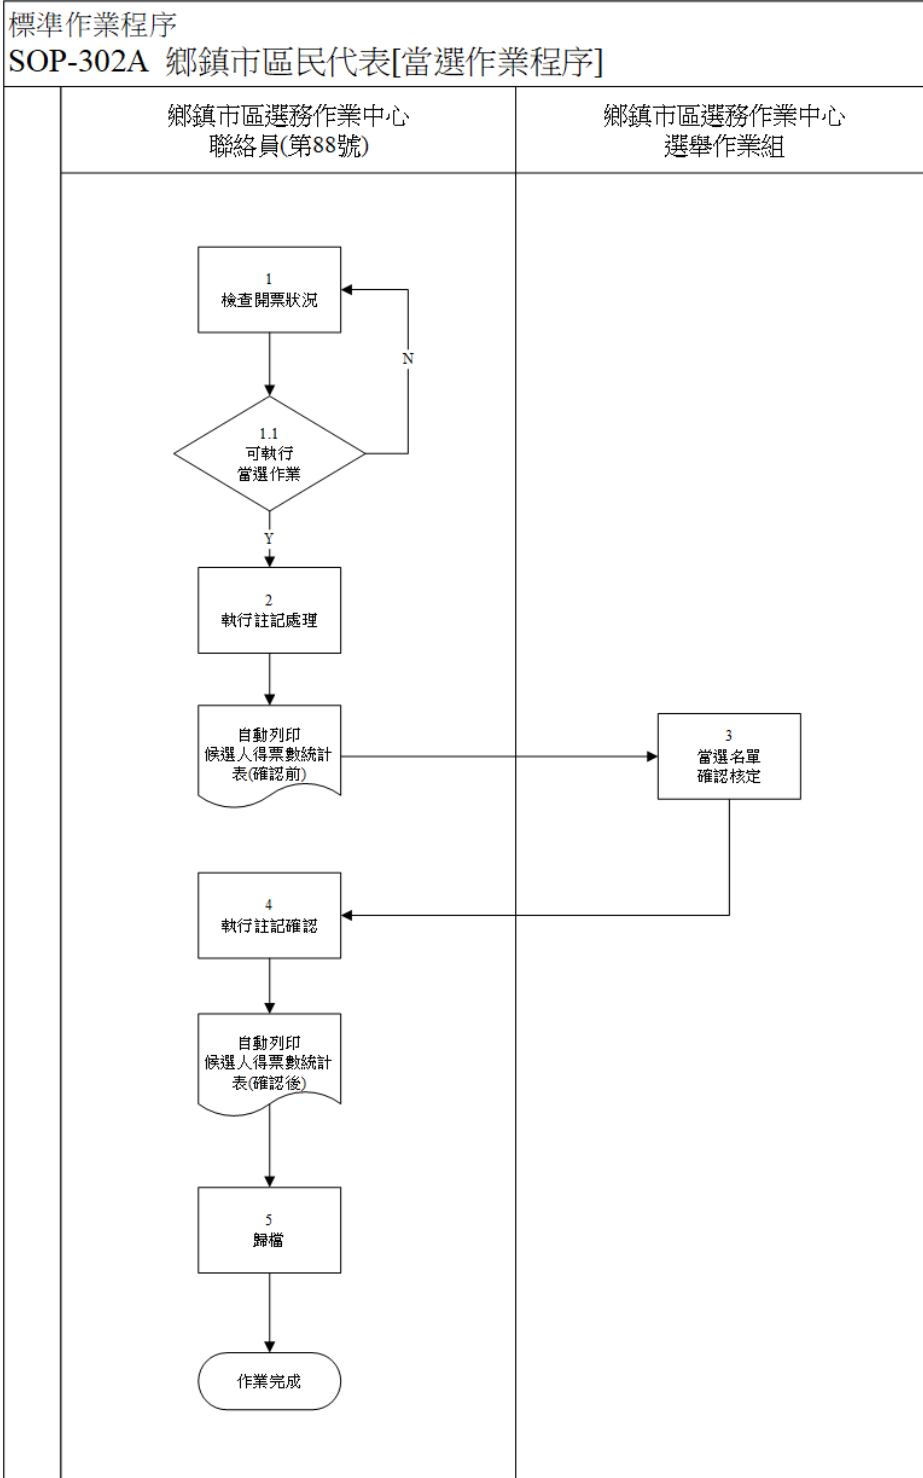 標準作業程序
SOP-302A 鄉鎮市區民代表[當選作業程序]
鄉鎮市區選務作業中心
聯絡員(第88號)
鄉鎮市區選務作業中心
選舉作業組
1
檢查開票狀況
N
1.1
可執行
當選作業
Y
2
執行註記處理
自動列印
候選人得票數統計
表(確認前)
3
當選名單
確認核定
4
執行註記確認
自動列印
候選人得票數統計
表(確認後)
5
歸檔
作業完成